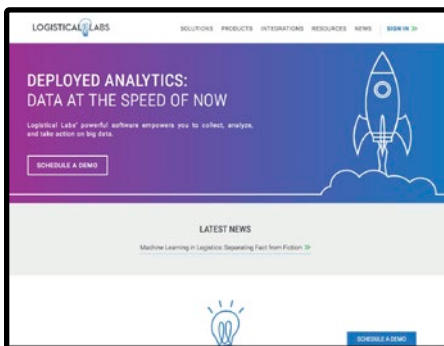 LOGISTICAL LABS
SOLUTIONS PRODUCTS INTEGRATIONS RESOURCES NEWS SIGN IN
DEPLOYED ANALYTICS:
DATA AT THE SPEED OF NOW
Logistical Labs' powerful software empowers you to collect, analyze,
and take action on big data.
SCHEDULE A DEMO
LATEST NEWS
Machine Learning in Logistics: Separating Fact from Fiction
SCHEDULE A DEMO